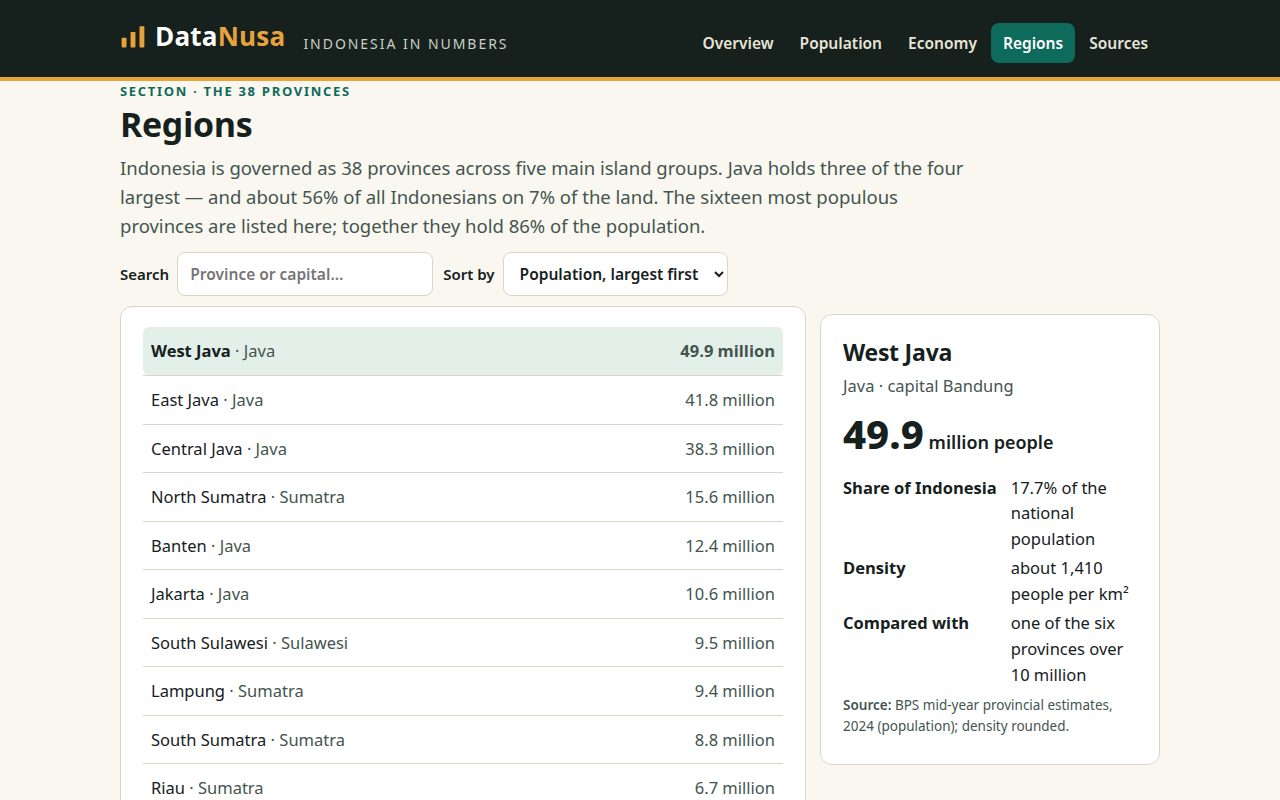 DataNusa INDONESIA IN NUMBERS Overview Population Economy Regions Sources
SECTION · THE 38 PROVINCES
Regions
Indonesia is governed as 38 provinces across five main island groups. Java holds three of the four
largest — and about 56% of all Indonesians on 7% of the land. The sixteen most populous
provinces are listed here; together they hold 86% of the population.
Search Province or capital... Sort by Population, largest first
West Java · Java 49.9 million
East Java · Java 41.8 million
Central Java · Java 38.3 million
North Sumatra · Sumatra 15.6 million
Banten · Java 12.4 million
Jakarta · Java 10.6 million
South Sulawesi · Sulawesi 9.5 million
Lampung · Sumatra 9.4 million
South Sumatra · Sumatra 8.8 million
Riau · Sumatra 6.7 million
West Java
Java · capital Bandung
49.9 million people
Share of Indonesia 17.7% of the
national
population
Density about 1,410
people per km²
Compared with one of the six
provinces over
10 million
Source: BPS mid-year provincial estimates,
2024 (population); density rounded.